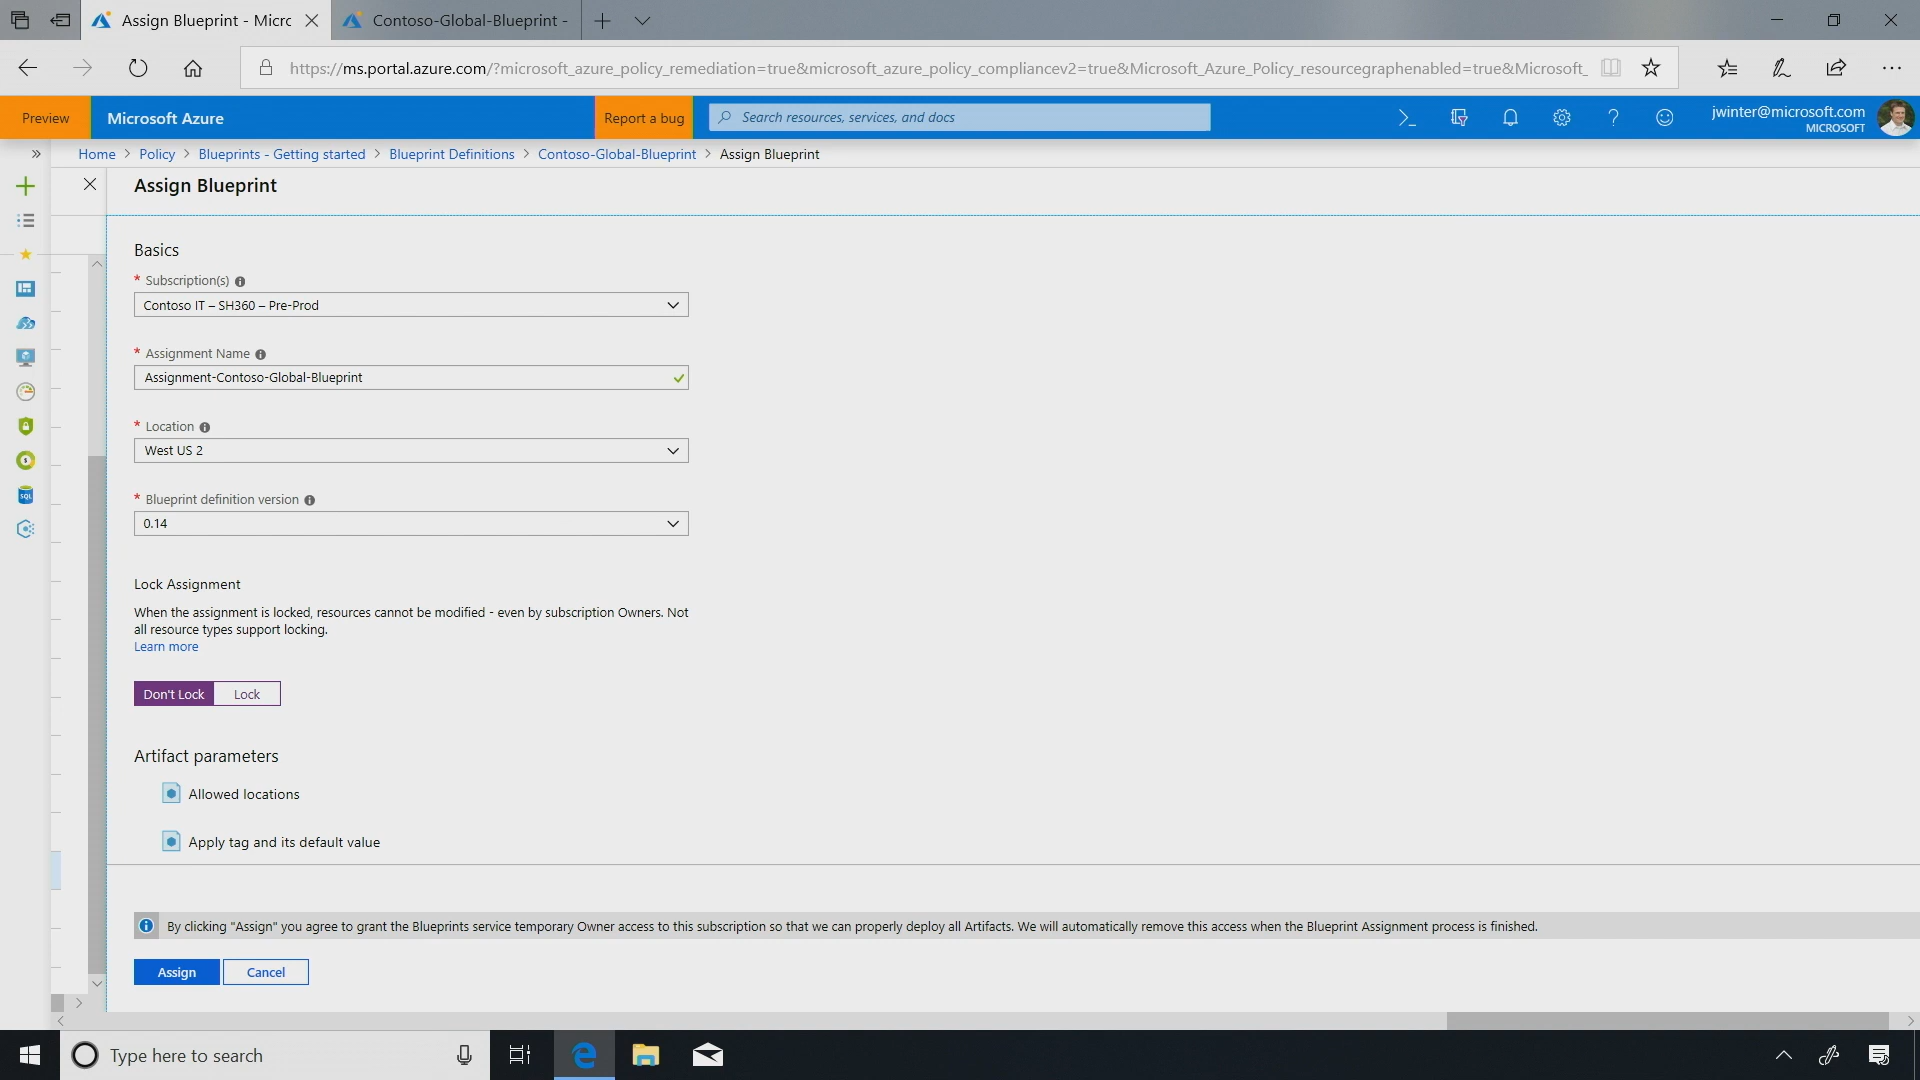 Assign Blueprint - Micrc
Contoso-Global-Blueprint -
https://ms.portal.azure.com/?microsoft_azure_policy_remediation=true&microsoft_azure_policy_compliancev2=true&Microsoft_Azure_Policy_resourcegraphenabled=true&Microsoft_
Preview
Microsoft Azure
Report a bug
Search resources, services, and docs
jwinter@microsoft.com
MICROSOFT
Home > Policy > Blueprints - Getting started > Blueprint Definitions > Contoso-Global-Blueprint > Assign Blueprint
Assign Blueprint
Basics
* Subscription(s)
Contoso IT – SH360 – Pre-Prod
* Assignment Name
Assignment-Contoso-Global-Blueprint
* Location
West US 2
* Blueprint definition version
0.14
Lock Assignment
When the assignment is locked, resources cannot be modified - even by subscription Owners. Not
all resource types support locking.
Learn more
Don't Lock Lock
Artifact parameters
Allowed locations
Apply tag and its default value
By clicking "Assign" you agree to grant the Blueprints service temporary Owner access to this subscription so that we can properly deploy all Artifacts. We will automatically remove this access when the Blueprint Assignment process is finished.
Assign Cancel
Type here to search